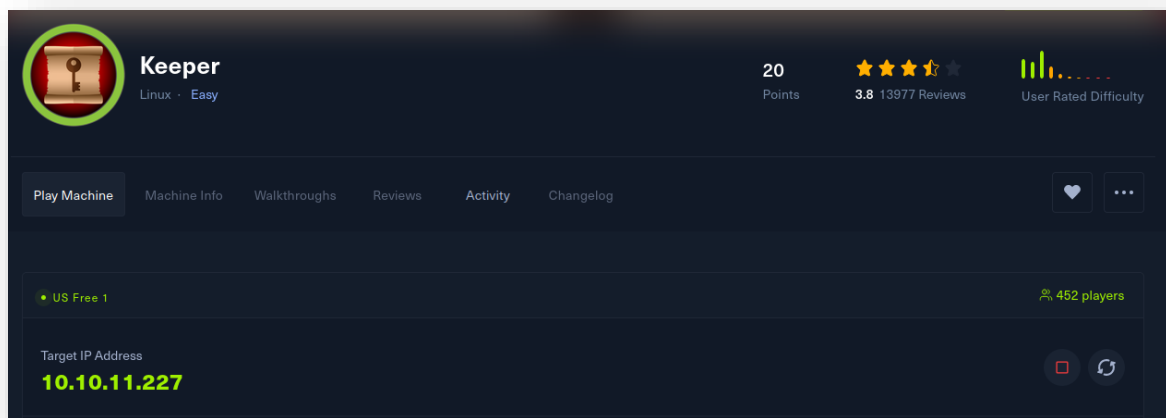 Keeper
Linux · Easy
20
Points
3.8 13977 Reviews
User Rated Difficulty
Play Machine
Machine Info
Walkthroughs
Reviews
Activity
Changelog
US Free 1
452 players
Target IP Address
10.10.11.227